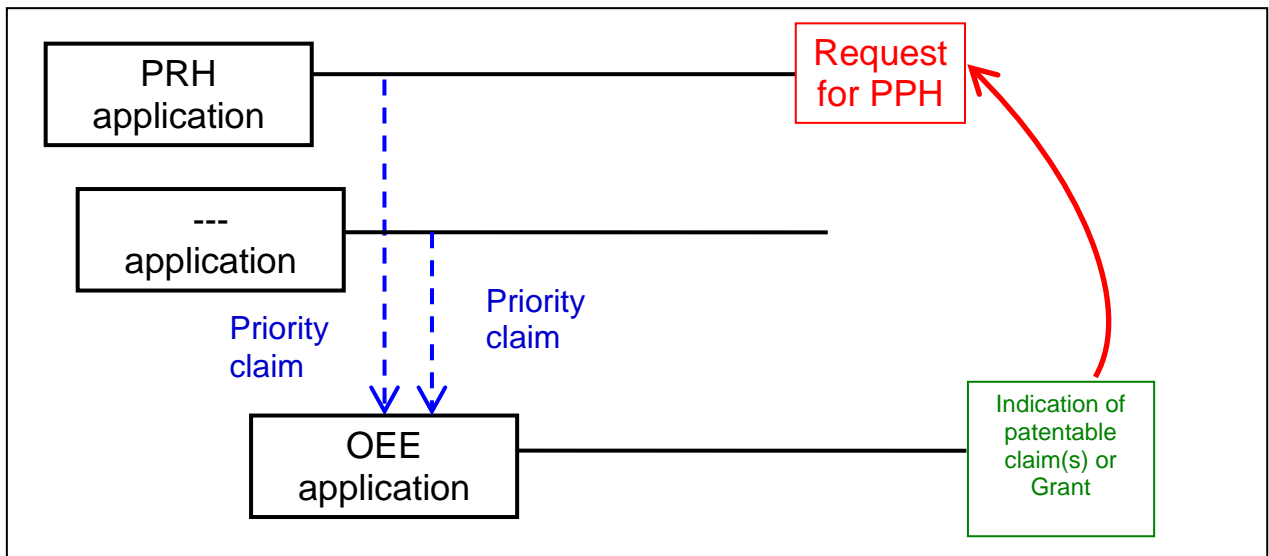 PRH
application
Request
for PPH
---
application
Priority
claim
Priority
claim
OEE
application
Indication of
patentable
claim(s) or
Grant